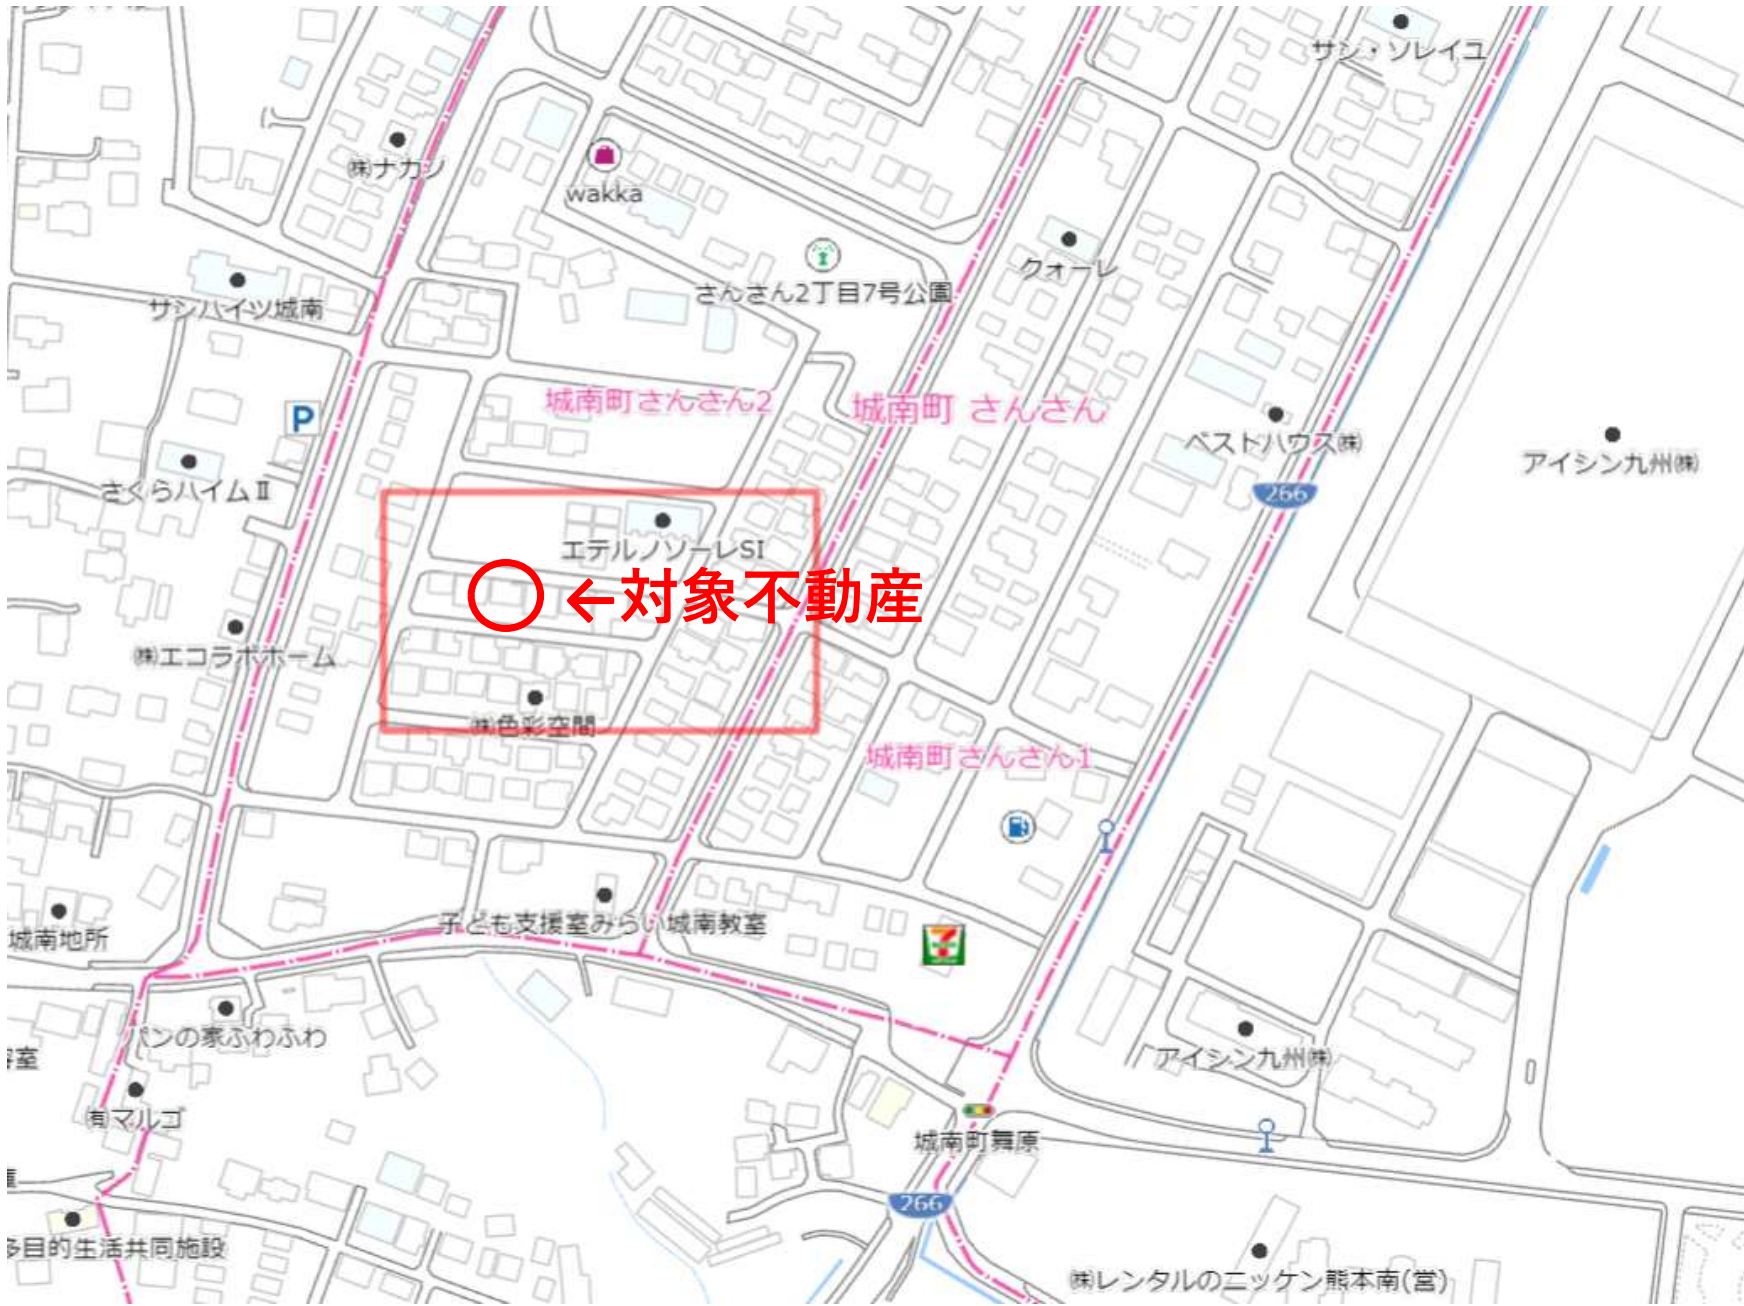 サン・ソレイユ
㈱ナカノ
wakka
クォーレ
さんさん2丁目7号公園
サンハイツ城南
城南町さんさん2
城南町 さんさん
P
ベストハウス㈱
アイシン九州㈱
さくらハイムⅡ
266
エテルノソーレSI
←対象不動産
㈱エコラボホーム
㈱色彩空間
城南町さんさん1
城南地所
子ども支援室みらい城南教室
7
パンの家ふわふわ
室
アイシン九州㈱
㈲マルゴ
城南町舞原
266
多目的生活共同施設
㈱レンタルのニッケン熊本南(営)